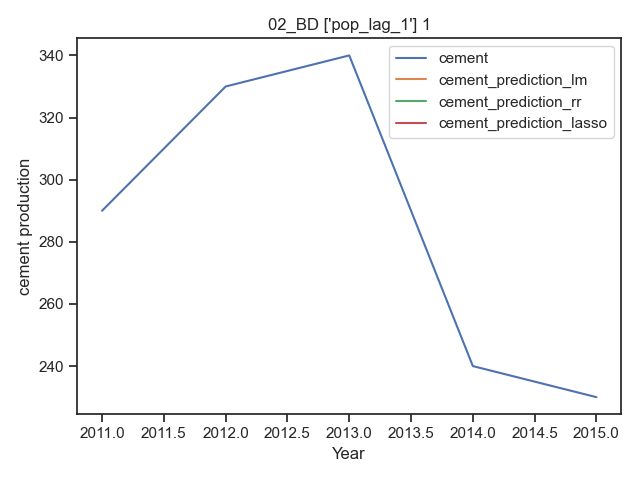 02_BD ['pop_lag_1'] 1
cement
cement_prediction_lm
cement_prediction_rr
cement_prediction_lasso
cement production
340
320
300
280
260
240
2011.0 2011.5 2012.0 2012.5 2013.0 2013.5 2014.0 2014.5 2015.0
Year